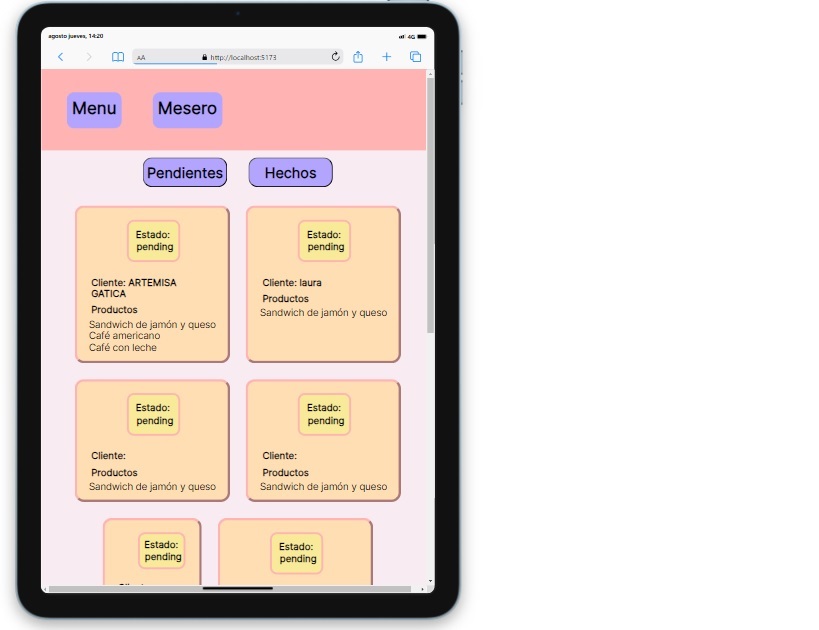 agosto jueves, 14:20
4G
AA
http://localhost:5173
Menu
Mesero
Pendientes
Hechos
Estado:
pending
Cliente: ARTEMISA
GATICA
Productos
Sandwich de jamón y queso
Café americano
Café con leche
Estado:
pending
Cliente: laura
Productos
Sandwich de jamón y queso
Estado:
pending
Cliente:
Productos
Sandwich de jamón y queso
Estado:
pending
Cliente:
Productos
Sandwich de jamón y queso
Estado:
pending
Estado:
pending